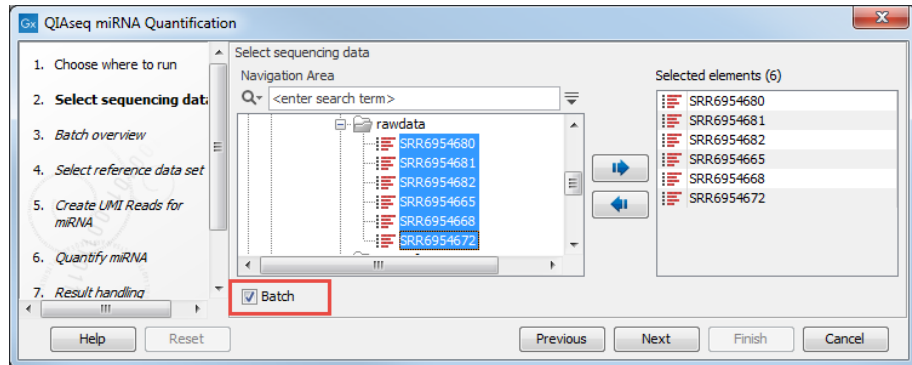 Gx QIAseq miRNA Quantification
x
1. Choose where to run
2. Select sequencing data
3. Batch overview
4. Select reference data set
5. Create UMI Reads for
miRNA
6. Quantify miRNA
7. Result handling
Select sequencing data
Navigation Area
<enter search term>
rawdata
SRR6954680
SRR6954681
SRR6954682
SRR6954665
SRR6954668
SRR6954672
Batch
Selected elements (6)
SRR6954680
SRR6954681
SRR6954682
SRR6954665
SRR6954668
SRR6954672
Help
Reset
Previous
Next
Finish
Cancel